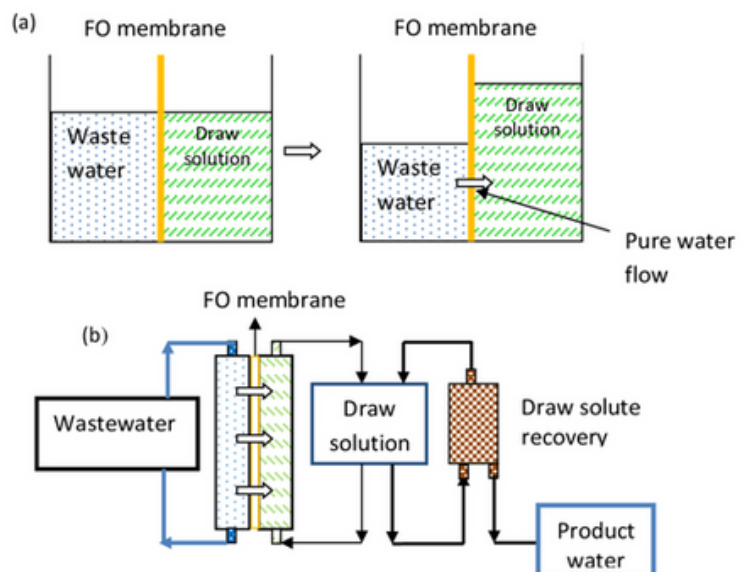 (a)
FO membrane
FO membrane
Waste
water
Draw
solution
Waste
water
Draw
solution
Pure water
flow
FO membrane
(b)
Wastewater
Draw
solution
Draw solute
recovery
Product
water